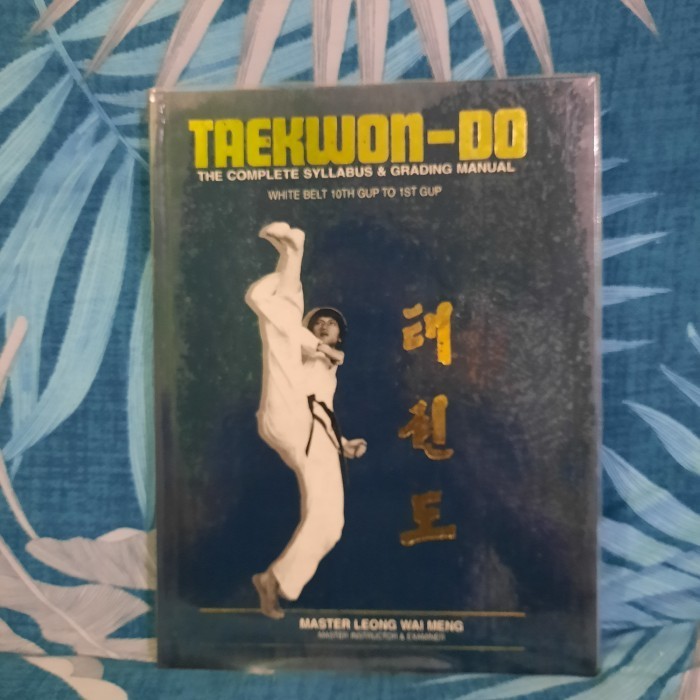 TAEKWON-DO
THE COMPLETE SYLLABUS & GRADING MANUAL
WHITE BELT 10TH GUP TO 1ST GUP
태
권
도
MASTER LEONG WAI MENG
MASTER INSTRUCTOR & EXAMINER